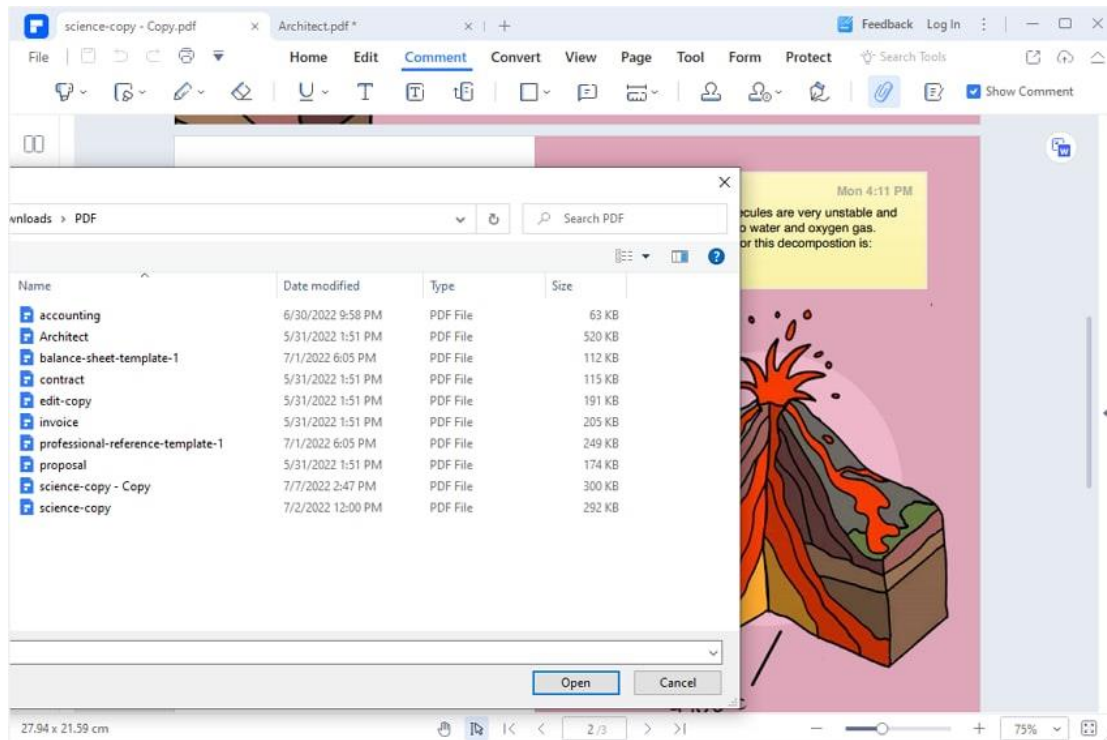 science-copy - Copy.pdf × Architect.pdf * × +
Feedback Log In
File Home Edit Comment Convert View Page Tool Form Protect Search Tools
Show Comment
Mon 4:11 PM
ecules are very unstable and
o water and oxygen gas.
or this decompostion is:
wnloads > PDF
Search PDF
Name Date modified Type Size
accounting 6/30/2022 9:58 PM PDF File 63 KB
Architect 5/31/2022 1:51 PM PDF File 520 KB
balance-sheet-template-1 7/1/2022 6:05 PM PDF File 112 KB
contract 5/31/2022 1:51 PM PDF File 115 KB
edit-copy 5/31/2022 1:51 PM PDF File 191 KB
invoice 5/31/2022 1:51 PM PDF File 205 KB
professional-reference-template-1 7/1/2022 6:05 PM PDF File 249 KB
proposal 5/31/2022 1:51 PM PDF File 174 KB
science-copy - Copy 7/7/2022 2:47 PM PDF File 300 KB
science-copy 7/2/2022 12:00 PM PDF File 292 KB
Open Cancel
27.94 x 21.59 cm 2/3 75%